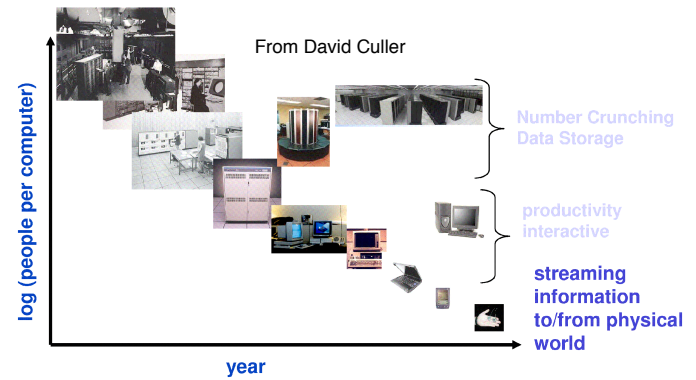 From David Culler
log (people per computer)
Number Crunching
Data Storage
productivity
interactive
streaming
information
to/from physical
world
year